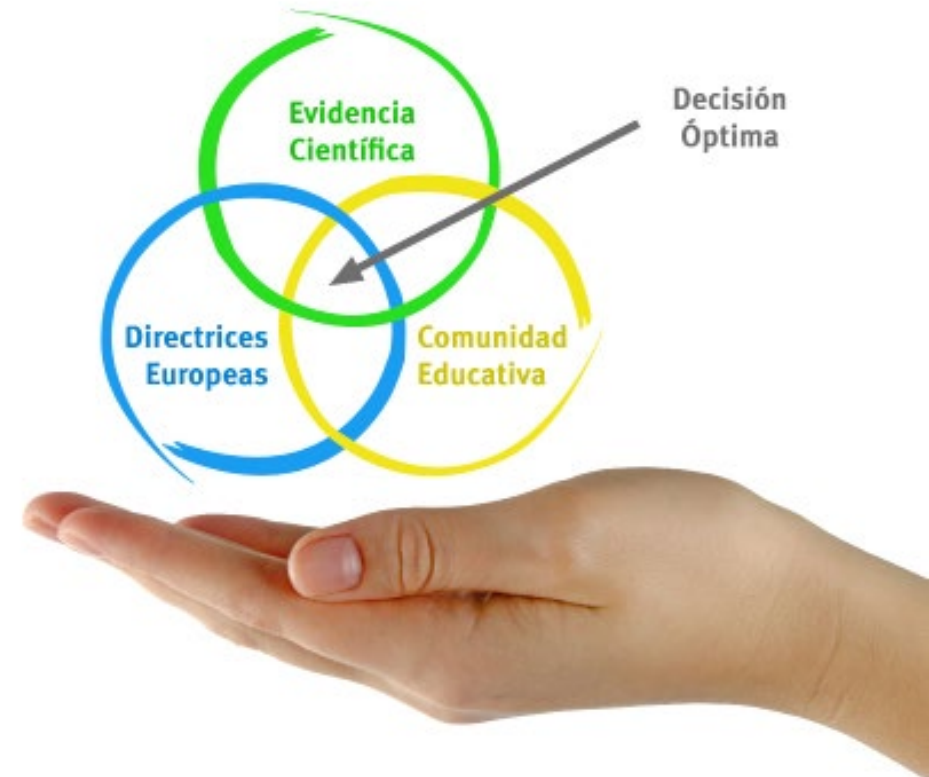 Evidencia
Científica
Decisión
Óptima
Directrices
Europeas
Comunidad
Educativa